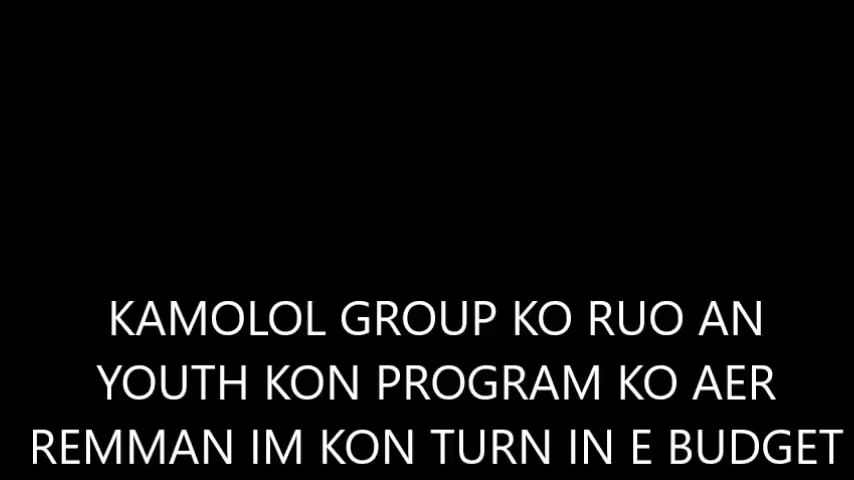 KAMOLOL GROUP KO RUO AN
YOUTH KON PROGRAM KO AER
REMMAN IM KON TURN IN E BUDGET